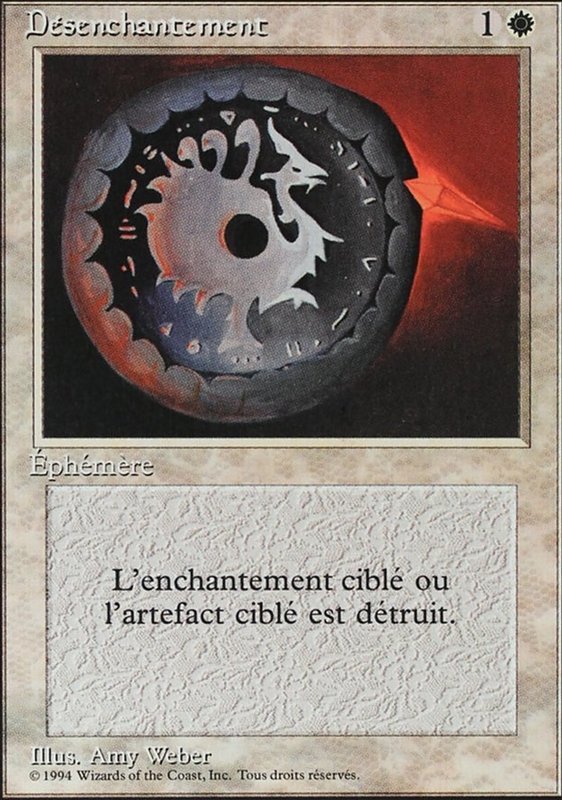 Désenchantement 1
Éphémère
L'enchantement ciblé ou
l'artefact ciblé est détruit.
Illus. Amy Weber
© 1994 Wizards of the Coast, Inc. Tous droits réservés.